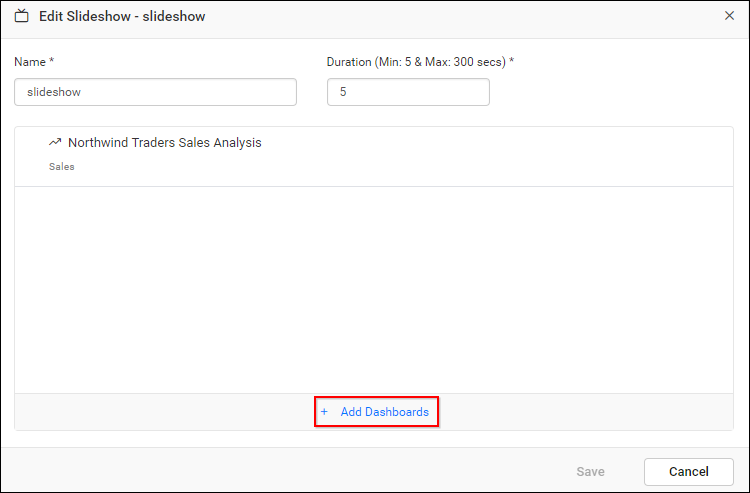 Edit Slideshow - slideshow
Name *
Duration (Min: 5 & Max: 300 secs) *
slideshow
5
Northwind Traders Sales Analysis
Sales
+ Add Dashboards
Save
Cancel